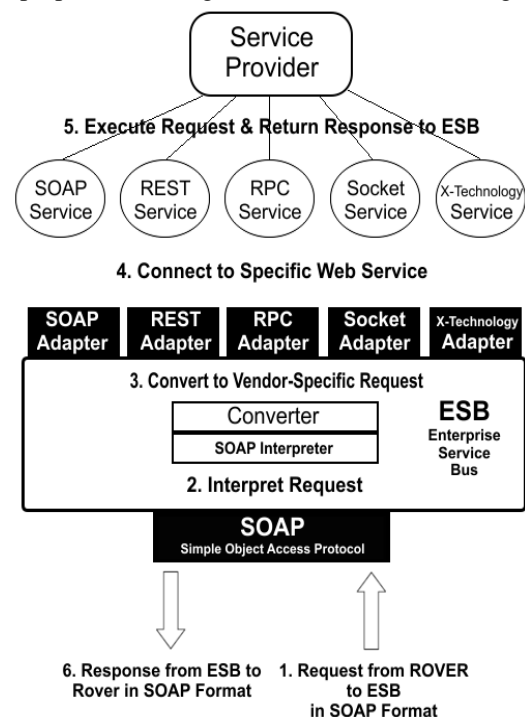 Service
Provider
5. Execute Request & Return Response to ESB
SOAP
Service
REST
Service
RPC
Service
Socket
Service
X-Technology
Service
4. Connect to Specific Web Service
SOAP
Adapter
REST
Adapter
RPC
Adapter
Socket
Adapter
X-Technology
Adapter
3. Convert to Vendor-Specific Request
Converter
SOAP Interpreter
2. Interpret Request
ESB
Enterprise
Service
Bus
SOAP
Simple Object Access Protocol
6. Response from ESB to
Rover in SOAP Format
1. Request from ROVER
to ESB
in SOAP Format